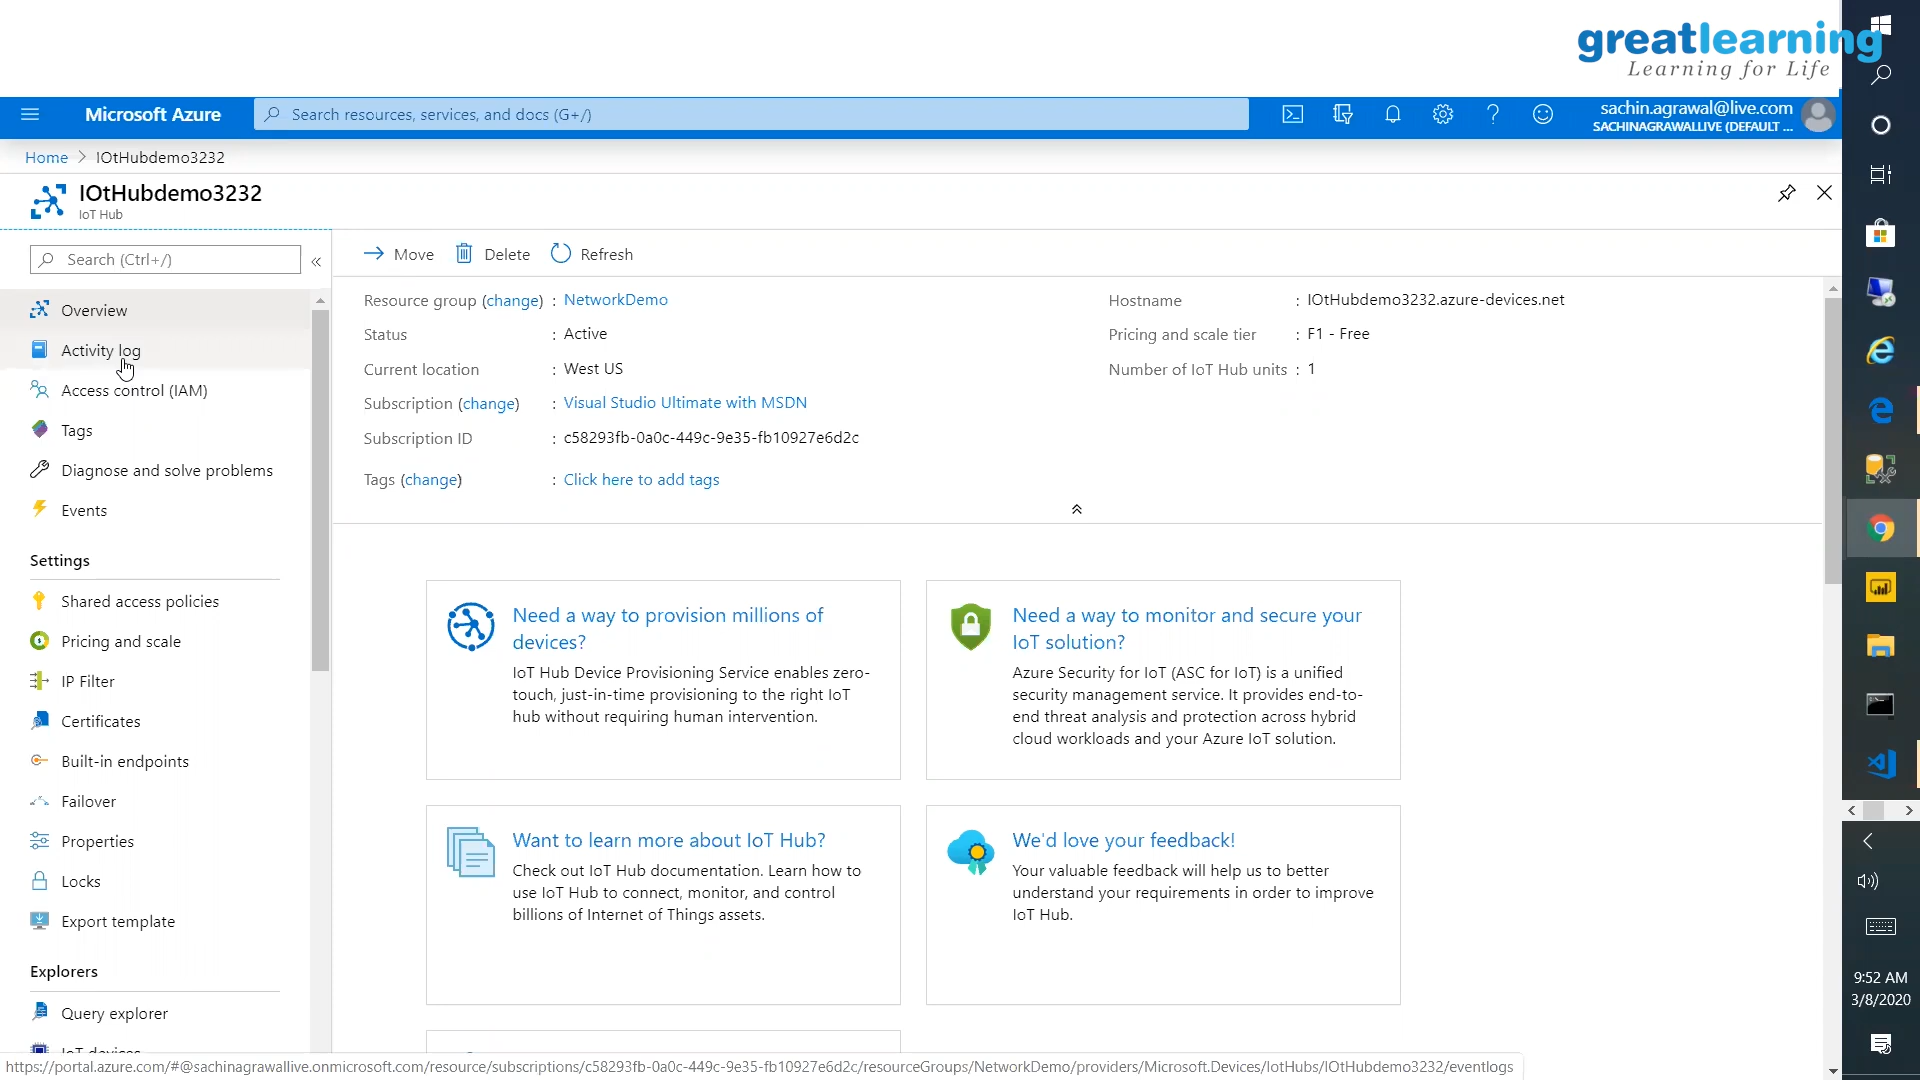 greatlearning
Learning for Life
Microsoft Azure
Search resources, services, and docs (G+/)
sachin.agrawal@live.com
SACHINAGRAWALLIVE (DEFAULT ...
Home > IOtHubdemo3232
IOtHubdemo3232
IoT Hub
Search (Ctrl+/)
«
Overview
Activity log
Access control (IAM)
Tags
Diagnose and solve problems
Events
Settings
Shared access policies
Pricing and scale
IP Filter
Certificates
Built-in endpoints
Failover
Properties
Locks
Export template
Explorers
Query explorer
IoT devices
Move
Delete
Refresh
Resource group (change) : NetworkDemo
Status : Active
Current location : West US
Subscription (change) : Visual Studio Ultimate with MSDN
Subscription ID : c58293fb-0a0c-449c-9e35-fb10927e6d2c
Tags (change) : Click here to add tags
Hostname : IOtHubdemo3232.azure-devices.net
Pricing and scale tier : F1 - Free
Number of IoT Hub units : 1
Need a way to provision millions of
devices?
IoT Hub Device Provisioning Service enables zero-
touch, just-in-time provisioning to the right IoT
hub without requiring human intervention.
Need a way to monitor and secure your
IoT solution?
Azure Security for IoT (ASC for IoT) is a unified
security management service. It provides end-to-
end threat analysis and protection across hybrid
cloud workloads and your Azure IoT solution.
Want to learn more about IoT Hub?
Check out IoT Hub documentation. Learn how to
use IoT Hub to connect, monitor, and control
billions of Internet of Things assets.
We'd love your feedback!
Your valuable feedback will help us to better
understand your requirements in order to improve
IoT Hub.
https://portal.azure.com/#@sachinagrawallive.onmicrosoft.com/resource/subscriptions/c58293fb-0a0c-449c-9e35-fb10927e6d2c/resourceGroups/NetworkDemo/providers/Microsoft.Devices/IotHubs/IOtHubdemo3232/eventlogs
9:52 AM
3/8/2020